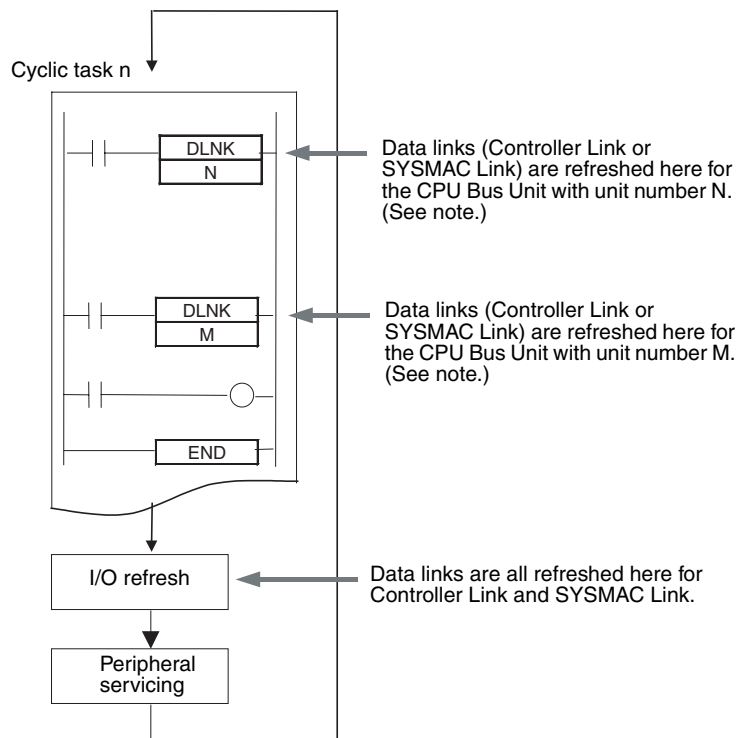 Cyclic task n
DLNK
N
Data links (Controller Link or
SYSMAC Link) are refreshed here for
the CPU Bus Unit with unit number N.
(See note.)
DLNK
M
Data links (Controller Link or
SYSMAC Link) are refreshed here for
the CPU Bus Unit with unit number M.
(See note.)
END
I/O refresh
Data links are all refreshed here for
Controller Link and SYSMAC Link.
Peripheral
servicing